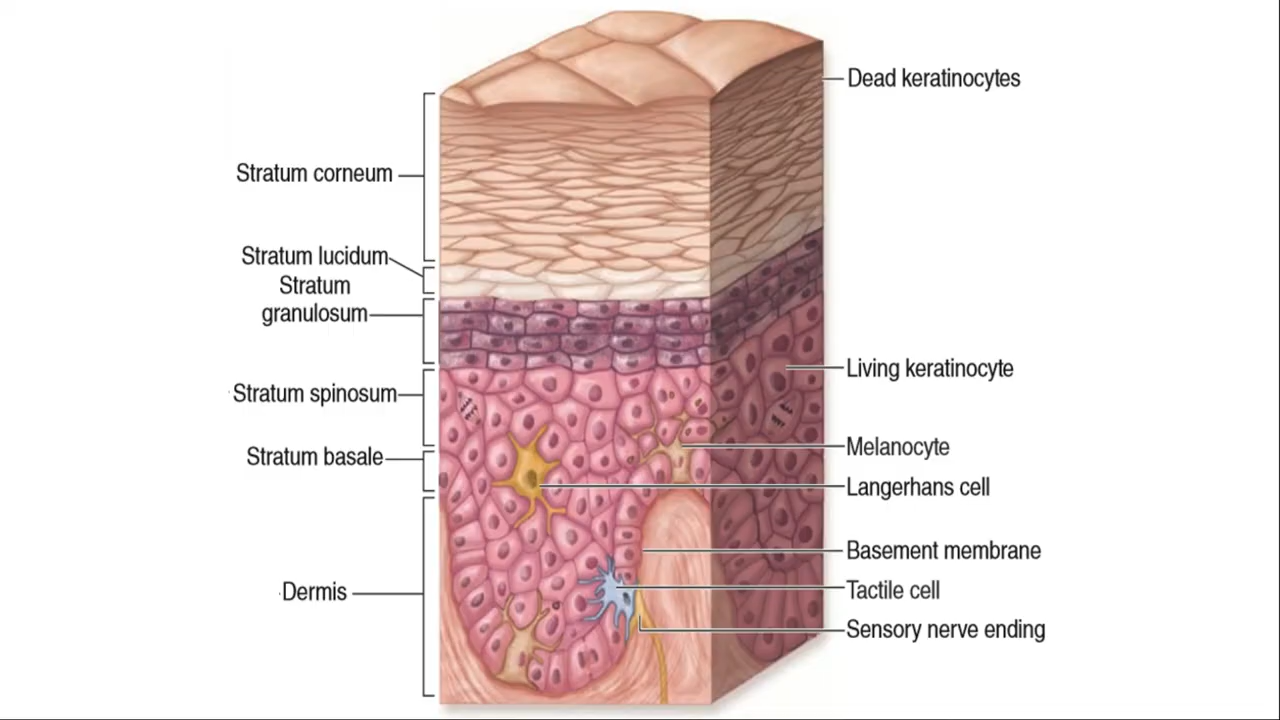 Stratum corneum
Stratum lucidum
Stratum
granulosum
Stratum spinosum
Stratum basale
Dermis
Dead keratinocytes
Living keratinocyte
Melanocyte
Langerhans cell
Basement membrane
Tactile cell
Sensory nerve ending